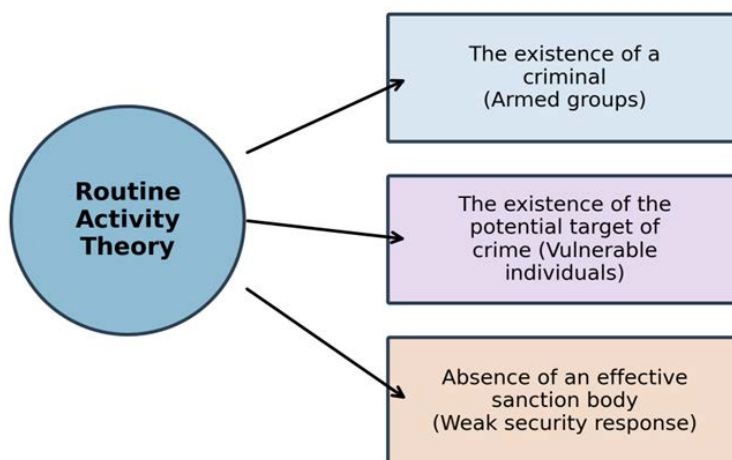 Routine
Activity
Theory
The existence of a
criminal
(Armed groups)
The existence of the
potential target of
crime (Vulnerable
individuals)
Absence of an effective
sanction body
(Weak security response)